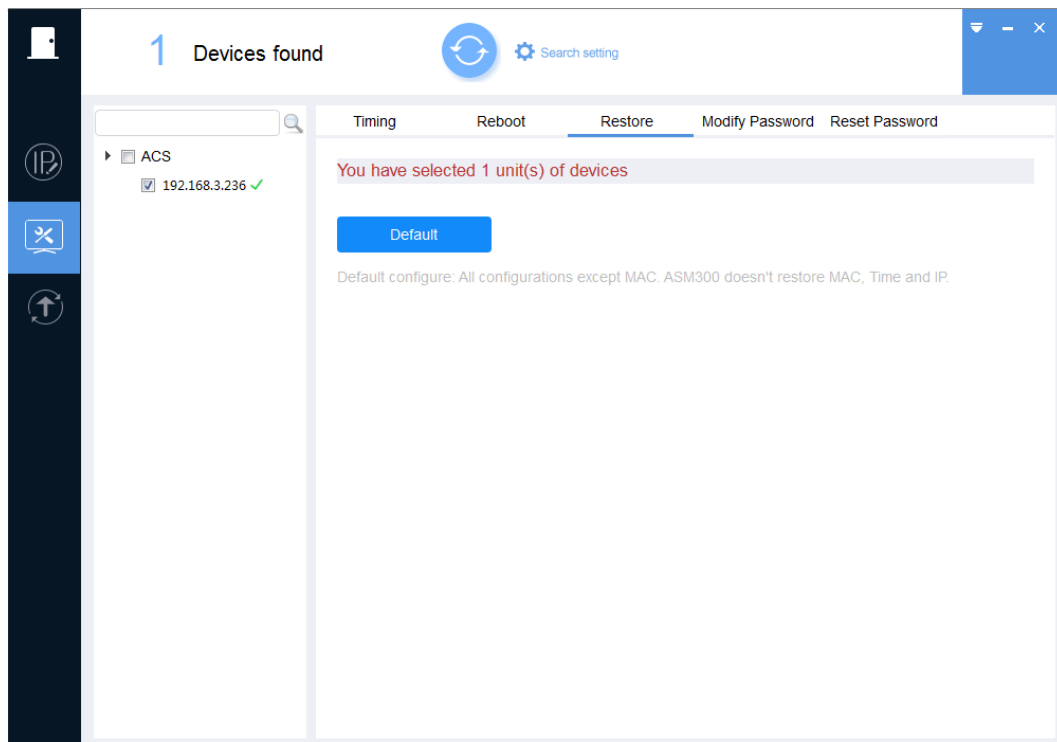 1 Devices found
Search setting
IP
Timing Reboot Restore Modify Password Reset Password
ACS
192.168.3.236
You have selected 1 unit(s) of devices
Default
Default configure: All configurations except MAC. ASM300 doesn't restore MAC, Time and IP.